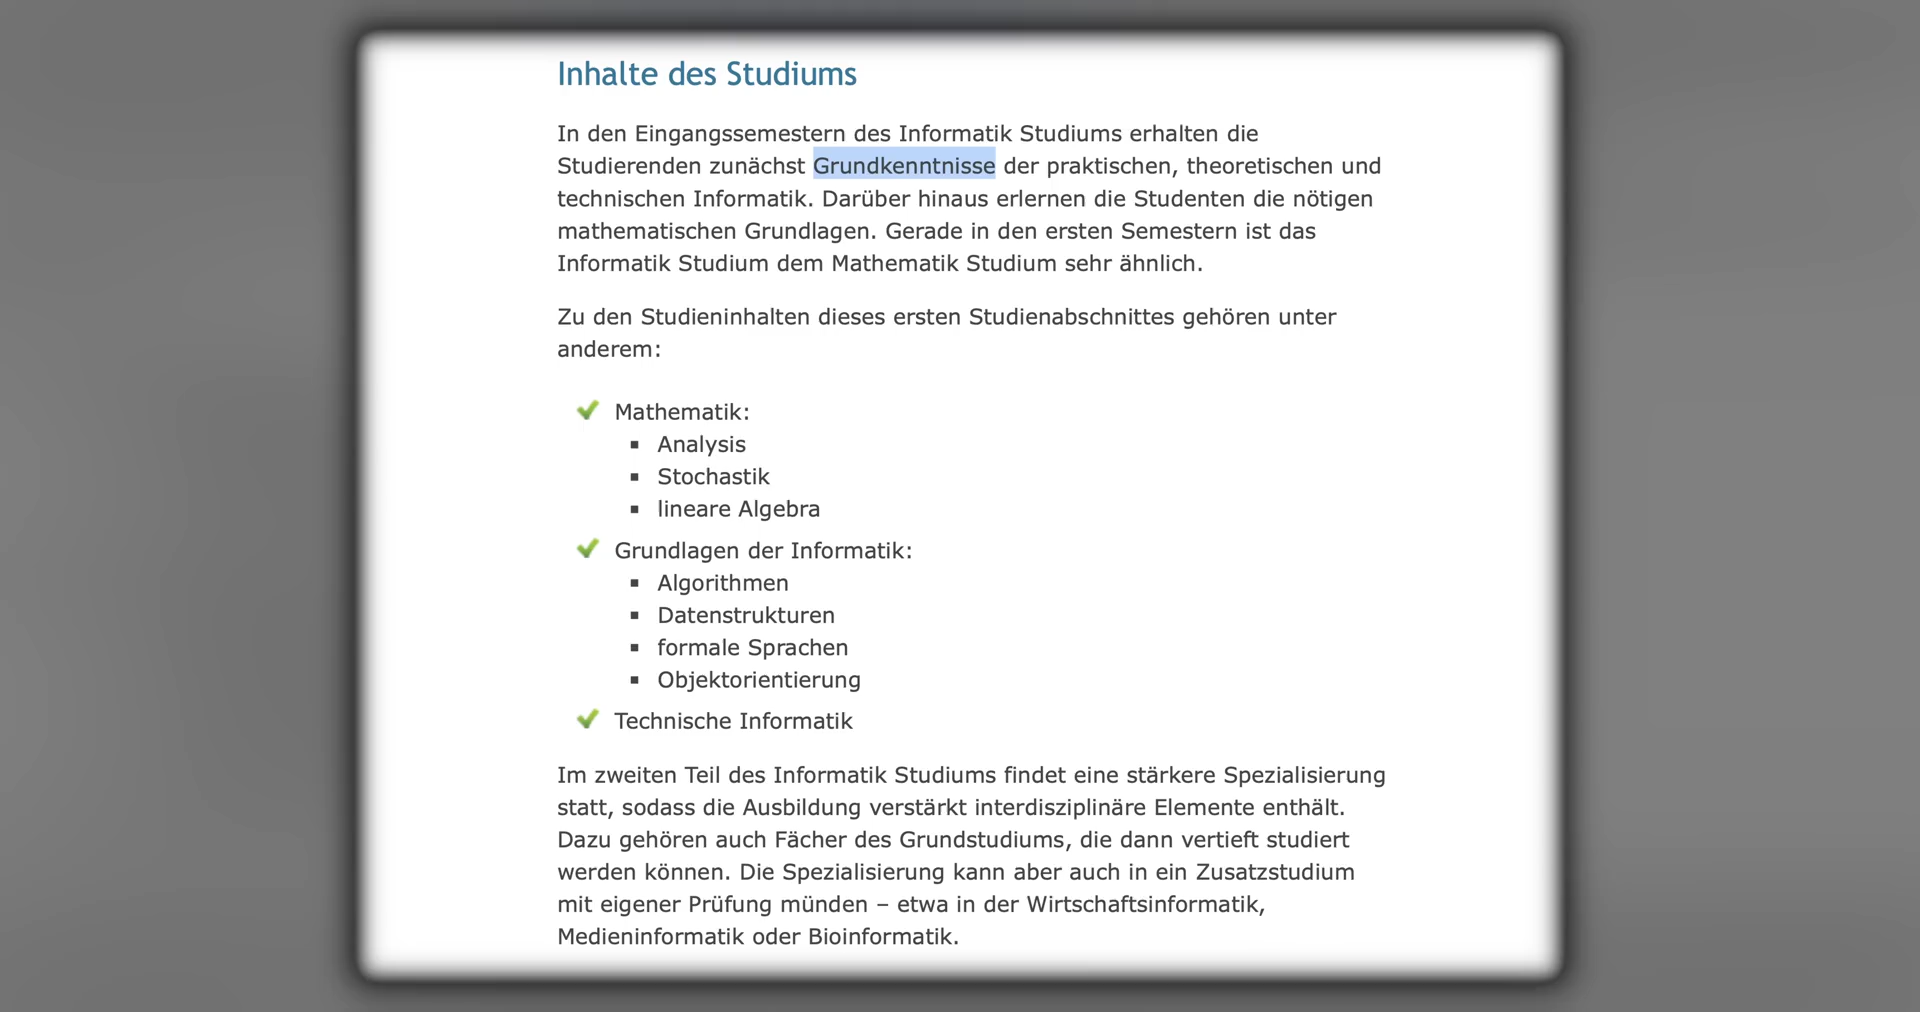 Inhalte des Studiums
In den Eingangssemestern des Informatik Studiums erhalten die
Studierenden zunächst Grundkenntnisse der praktischen, theoretischen und
technischen Informatik. Darüber hinaus erlernen die Studenten die nötigen
mathematischen Grundlagen. Gerade in den ersten Semestern ist das
Informatik Studium dem Mathematik Studium sehr ähnlich.
Zu den Studieninhalten dieses ersten Studienabschnittes gehören unter
anderem:
Mathematik:
▪ Analysis
▪ Stochastik
▪ lineare Algebra
Grundlagen der Informatik:
▪ Algorithmen
▪ Datenstrukturen
▪ formale Sprachen
▪ Objektorientierung
Technische Informatik
Im zweiten Teil des Informatik Studiums findet eine stärkere Spezialisierung
statt, sodass die Ausbildung verstärkt interdisziplinäre Elemente enthält.
Dazu gehören auch Fächer des Grundstudiums, die dann vertieft studiert
werden können. Die Spezialisierung kann aber auch in ein Zusatzstudium
mit eigener Prüfung münden – etwa in der Wirtschaftsinformatik,
Medieninformatik oder Bioinformatik.